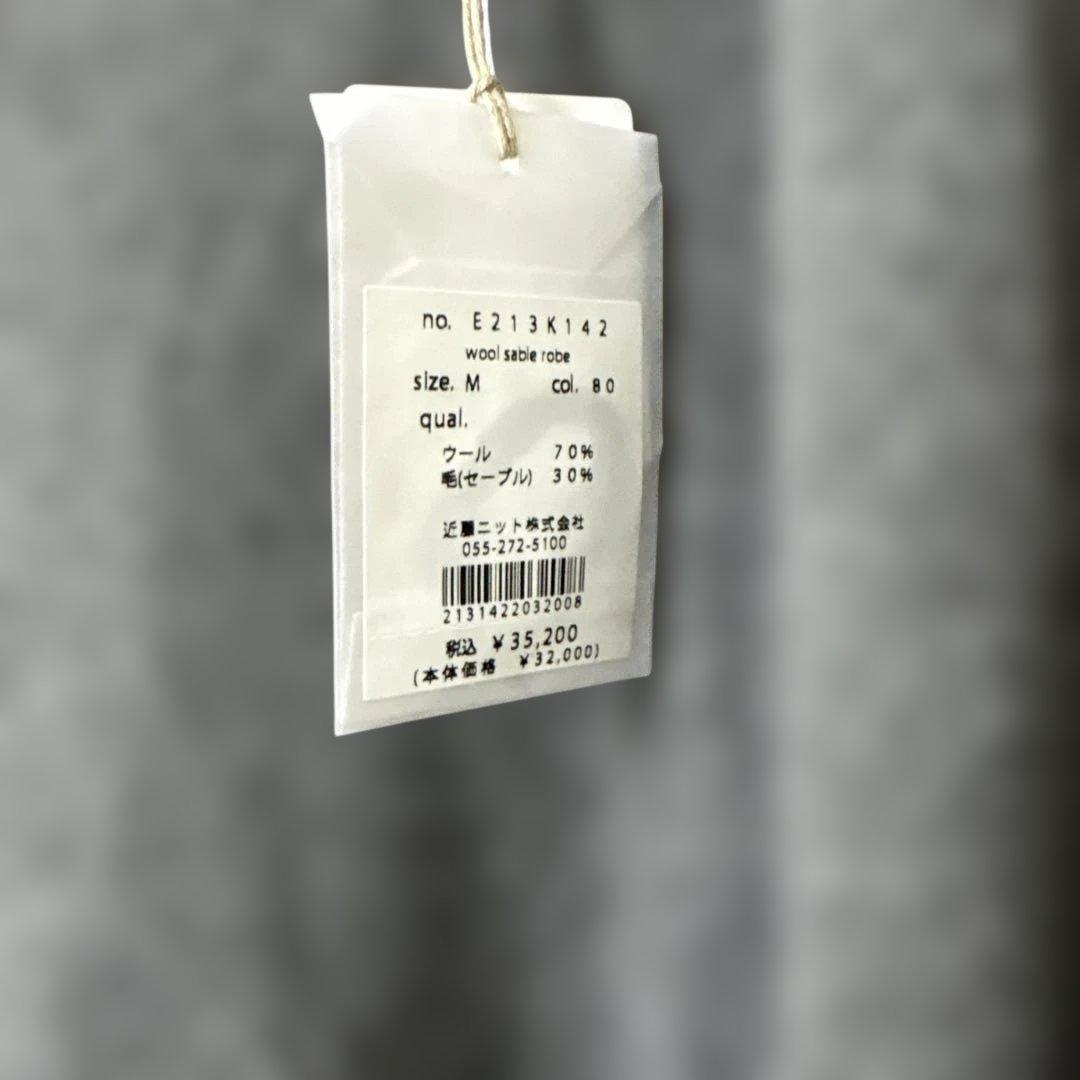 no. E213K142
wool sable robe
size. M col. 80
qual.
ウール 70%
毛(セーブル) 30%
近麗ニット株式会社
055-272-5100
2131422032008
税込 ¥35,200
(本体価格 ¥32,000)